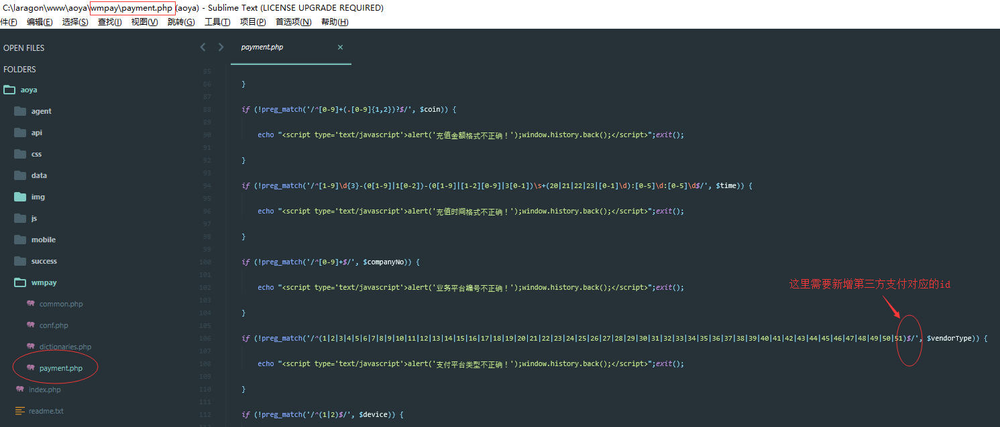 C:\laragon\www\aoya\wmpay\payment.php (aoya) - Sublime Text (LICENSE UPGRADE REQUIRED)
件(F) 编辑(E) 选择(S) 查找(I) 视图(V) 跳转(G) 工具(T) 项目(P) 首选项(N) 帮助(H)
OPEN FILES
FOLDERS
aoya
agent
api
css
data
img
js
mobile
success
wmpay
common.php
conf.php
dictionaries.php
payment.php
index.php
readme.txt
payment.php ×
85
86 }
87
88 if (!preg_match('/^[0-9]+(.[0-9]{1,2})?$/', $coin)) {
89
90 echo "<script type='text/javascript'>alert('充值金额格式不正确！');window.history.back();</script>";exit();
91
92 }
93
94 if (!preg_match('/^[1-9]\d{3}-(0[1-9]|1[0-2])-(0[1-9]|[1-2][0-9]|3[0-1])\s+(20|21|22|23|[0-1]\d):[0-5]\d:[0-5]\d$/', $time)) {
95
96 echo "<script type='text/javascript'>alert('充值时间格式不正确！');window.history.back();</script>";exit();
97
98 }
99
100 if (!preg_match('/^[0-9]+$/', $companyNo)) {
101
102 echo "<script type='text/javascript'>alert('业务平台编号不正确！');window.history.back();</script>";exit();
103
104 }
105
这里需要新增第三方支付对应的id
106 if (!preg_match('/^(1|2|3|4|5|6|7|8|9|10|11|12|13|14|15|16|17|18|19|20|21|22|23|24|25|26|27|28|29|30|31|32|33|34|35|36|37|38|39|40|41|42|43|44|45|46|47|48|49|50|51)$/', $vendorType)) {
107
108 echo "<script type='text/javascript'>alert('支付平台类型不正确！');window.history.back();</script>";exit();
109
110 }
111
112 if (!preg_match('/^(1|2)$/', $device)) {